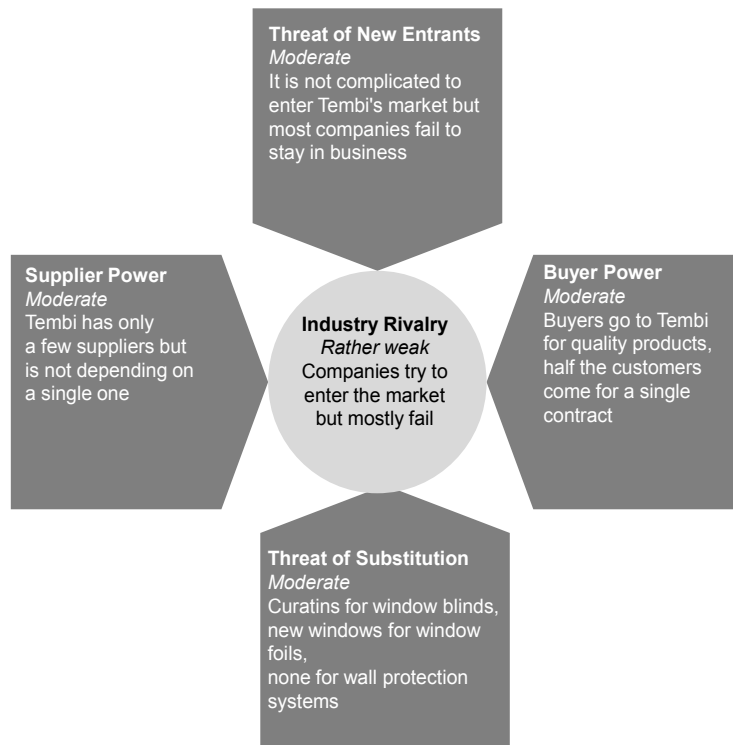 Threat of New Entrants
Moderate
It is not complicated to
enter Tembi's market but
most companies fail to
stay in business
Supplier Power
Moderate
Tembi has only
a few suppliers but
is not depending on
a single one
Industry Rivalry
Rather weak
Companies try to
enter the market
but mostly fail
Buyer Power
Moderate
Buyers go to Tembi
for quality products,
half the customers
come for a single
contract
Threat of Substitution
Moderate
Curatins for window blinds,
new windows for window
foils,
none for wall protection
systems